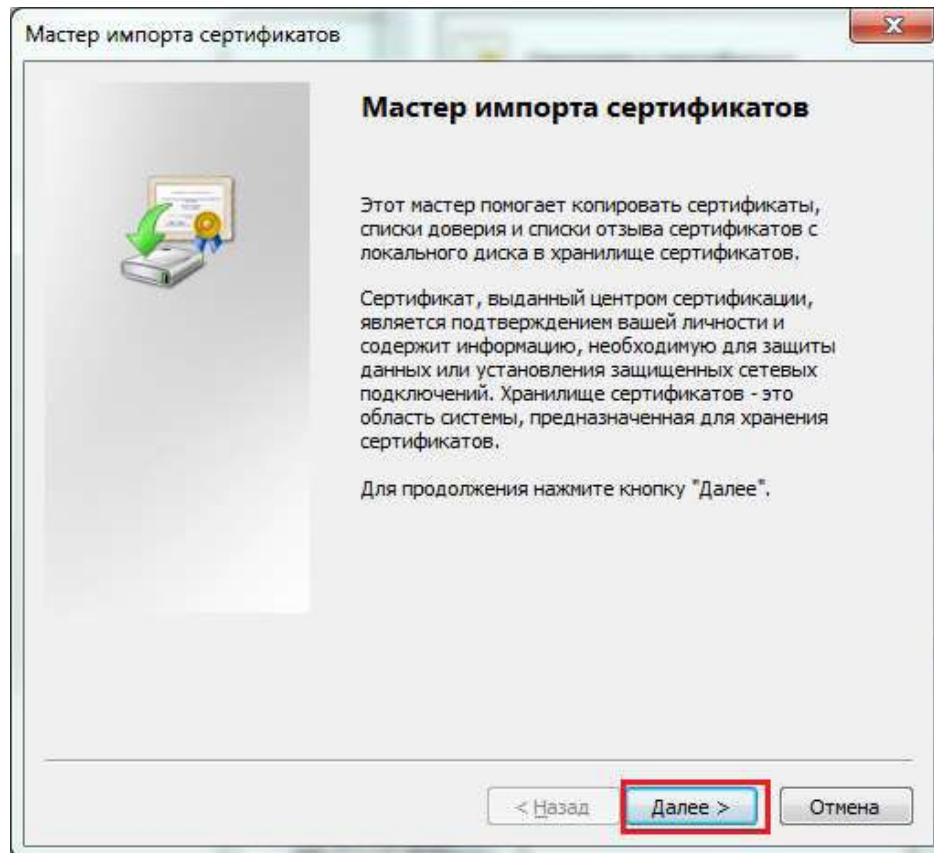 Мастер импорта сертификатов
Мастер импорта сертификатов
Этот мастер помогает копировать сертификаты,
списки доверия и списки отзыва сертификатов с
локального диска в хранилище сертификатов.
Сертификат, выданный центром сертификации,
является подтверждением вашей личности и
содержит информацию, необходимую для защиты
данных или установления защищенных сетевых
подключений. Хранилище сертификатов - это
область системы, предназначенная для хранения
сертификатов.
Для продолжения нажмите кнопку "Далее".
< Назад Далее > Отмена